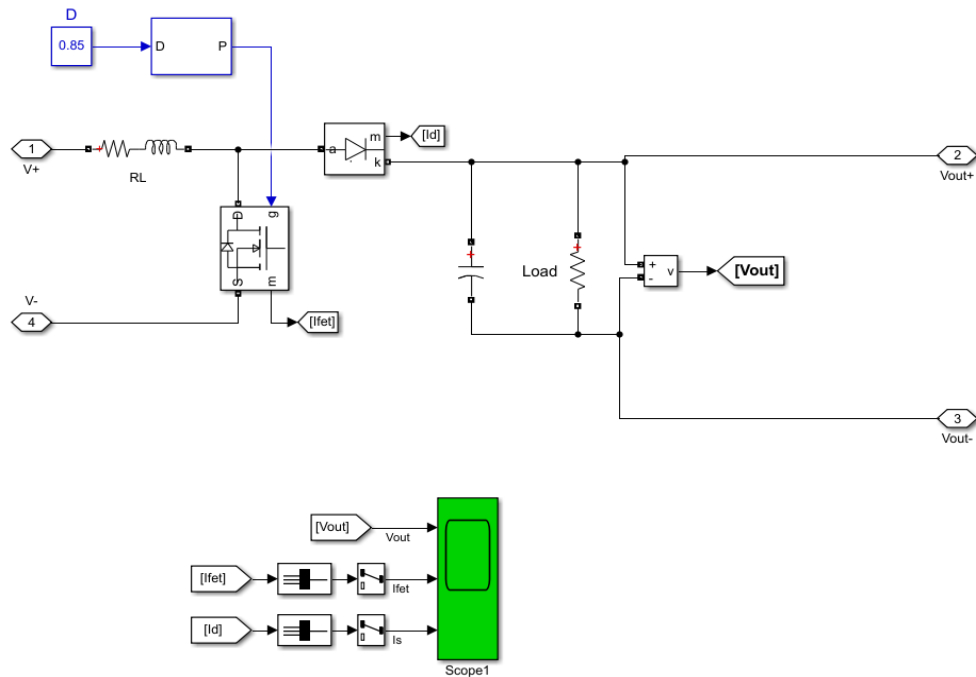 D
0.85
D
P
1
V+
RL
a
m
k
[Id]
2
Vout+
D
g
S
m
V-
4
[Ifet]
Load
+
-
v
[Vout]
3
Vout-
[Vout]
Vout
[Ifet]
Ifet
[Id]
Is
Scope1